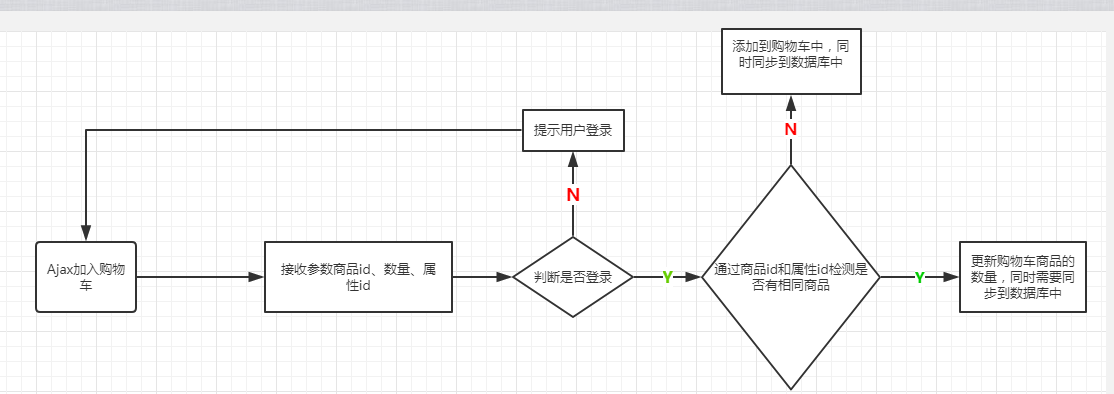 添加到购物车中，同
时同步到数据库中
N
提示用户登录
N
Ajax加入购物
车
接收参数商品id、数量、属
性id
判断是否登录
Y
通过商品id和属性id检测是
否有相同商品
Y
更新购物车商品的
数量，同时需要同
步到数据库中